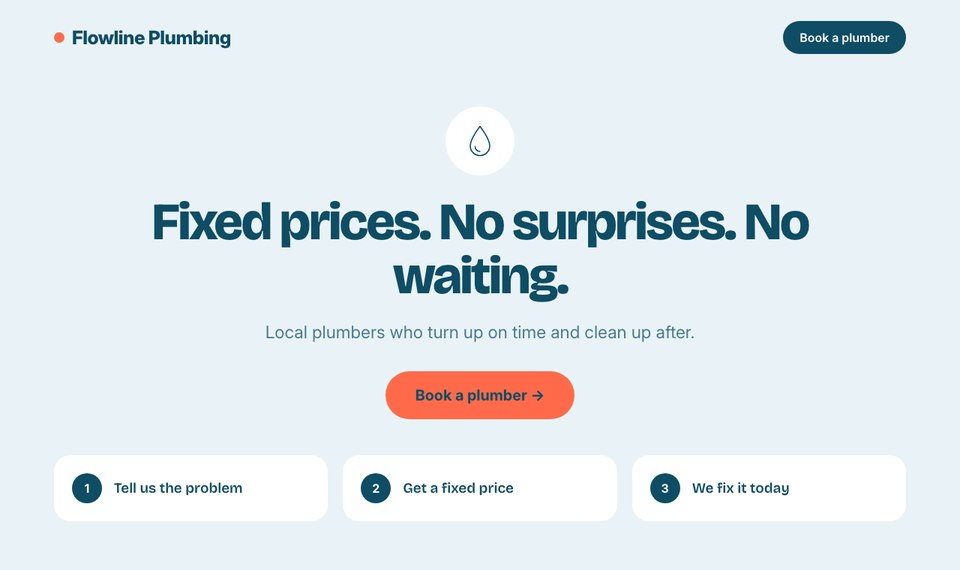 Flowline Plumbing
Book a plumber
Fixed prices. No surprises. No
waiting.
Local plumbers who turn up on time and clean up after.
Book a plumber →
1 Tell us the problem
2 Get a fixed price
3 We fix it today